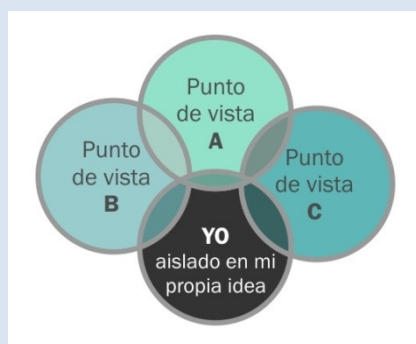 Punto
de vista
A
Punto
de vista
B
Punto
de vista
C
YO
aislado en mi
propia idea